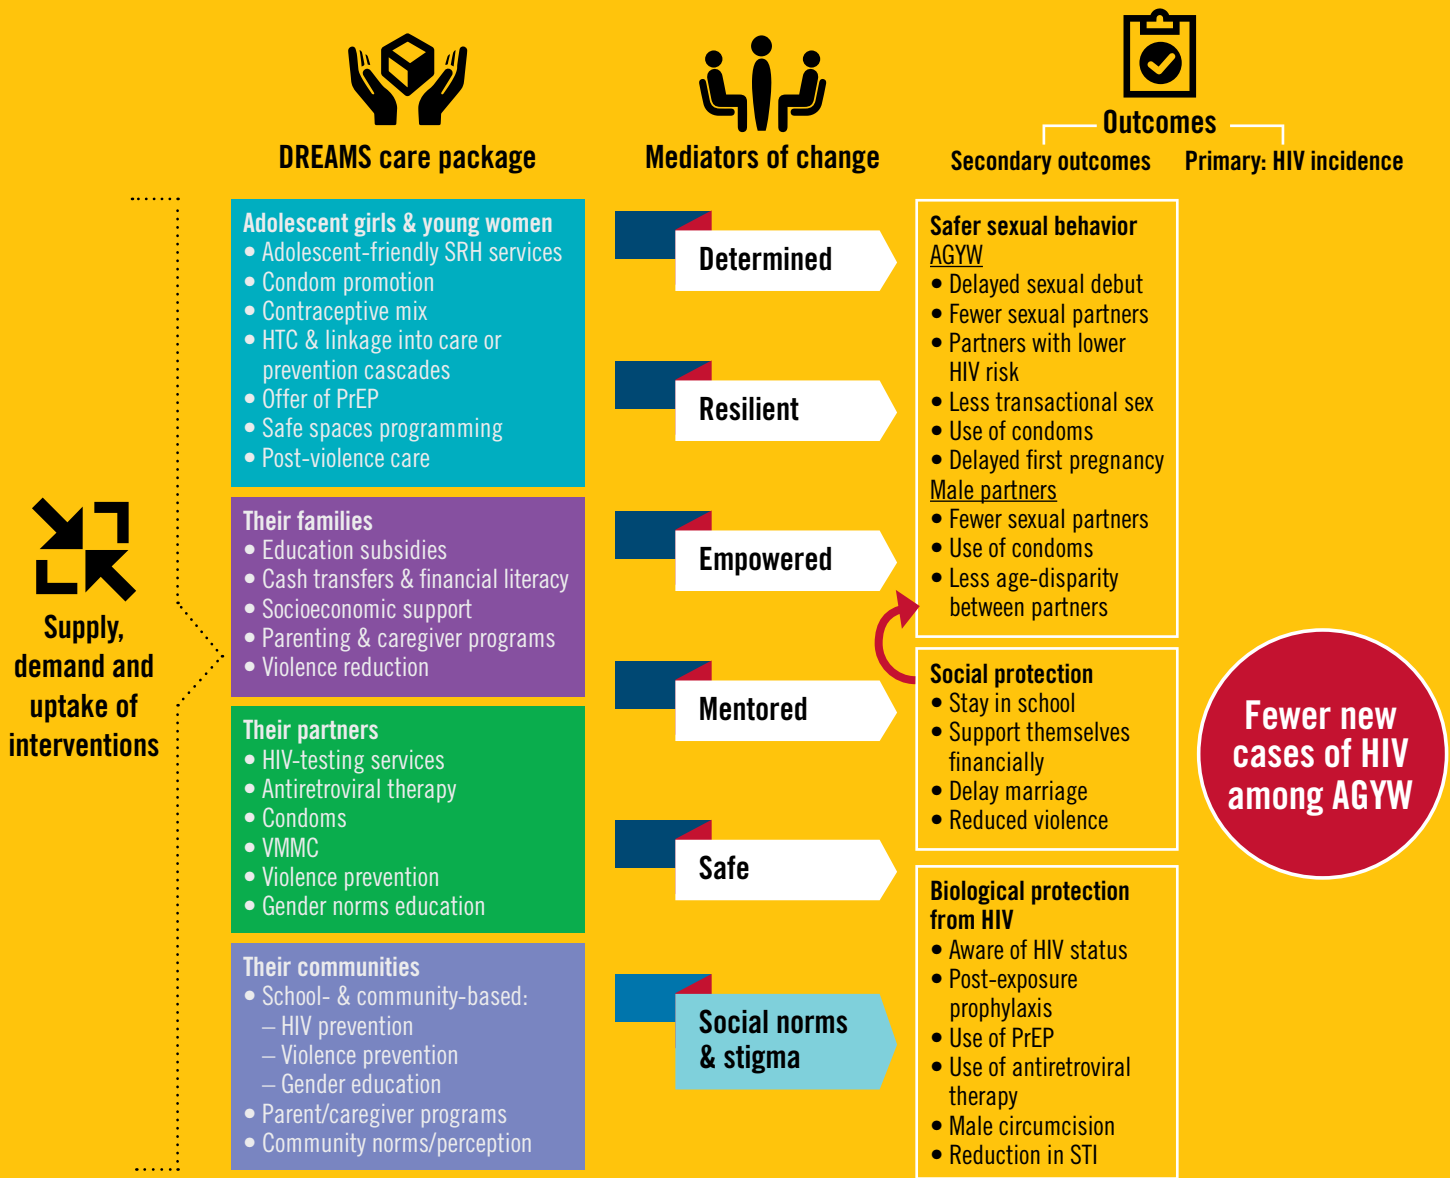 DREAMS care package
Mediators of change
Outcomes
Secondary outcomes
Primary: HIV incidence
Supply,
demand and
uptake of
interventions
Adolescent girls & young women
• Adolescent-friendly SRH services
• Condom promotion
• Contraceptive mix
• HTC & linkage into care or
prevention cascades
• Offer of PrEP
• Safe spaces programming
• Post-violence care
Their families
• Education subsidies
• Cash transfers & financial literacy
• Socioeconomic support
• Parenting & caregiver programs
• Violence reduction
Their partners
• HIV-testing services
• Antiretroviral therapy
• Condoms
• VMMC
• Violence prevention
• Gender norms education
Their communities
• School- & community-based:
– HIV prevention
– Violence prevention
– Gender education
• Parent/caregiver programs
• Community norms/perception
Determined
Resilient
Empowered
Mentored
Safe
Social norms
& stigma
Safer sexual behavior
AGYW
• Delayed sexual debut
• Fewer sexual partners
• Partners with lower
HIV risk
• Less transactional sex
• Use of condoms
• Delayed first pregnancy
Male partners
• Fewer sexual partners
• Use of condoms
• Less age-disparity
between partners
Social protection
• Stay in school
• Support themselves
financially
• Delay marriage
• Reduced violence
Biological protection
from HIV
• Aware of HIV status
• Post-exposure
prophylaxis
• Use of PrEP
• Use of antiretroviral
therapy
• Male circumcision
• Reduction in STI
Fewer new
cases of HIV
among AGYW